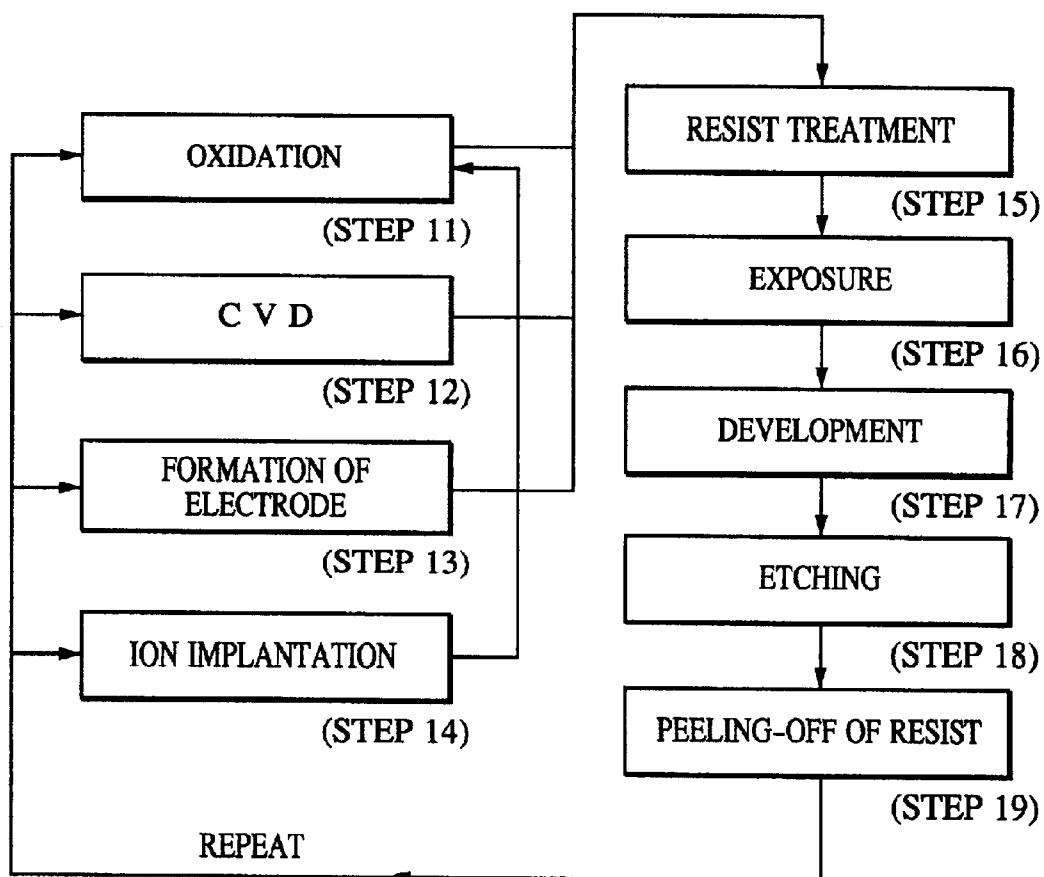 OXIDATION
(STEP 11)
C V D
(STEP 12)
FORMATION OF
ELECTRODE
(STEP 13)
ION IMPLANTATION
(STEP 14)
RESIST TREATMENT
(STEP 15)
EXPOSURE
(STEP 16)
DEVELOPMENT
(STEP 17)
ETCHING
(STEP 18)
PEELING-OFF OF RESIST
(STEP 19)
REPEAT